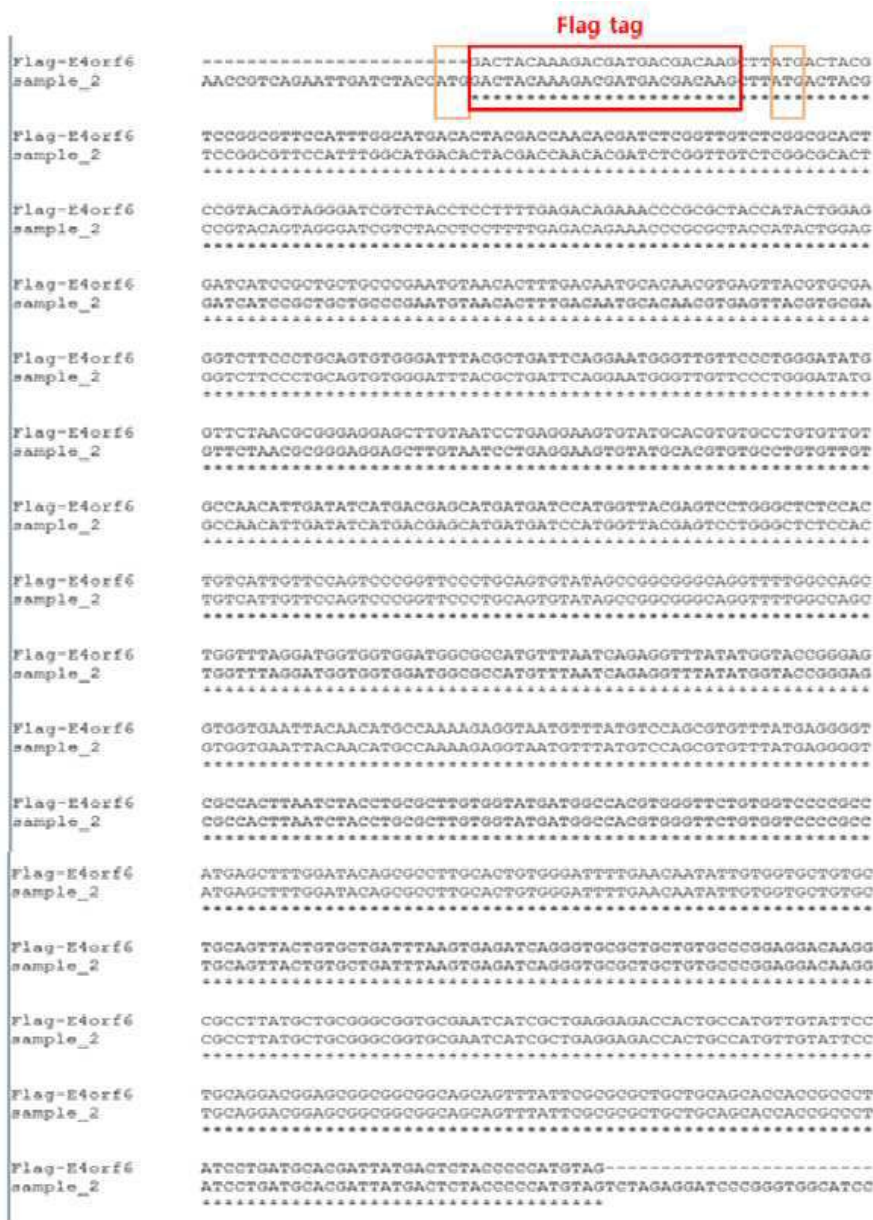 Flag tag
Flag-E4orf6 ------------------------GACTACAAAGACGATGACGACAAGCTTATGACTACG
sample_2 AACCGTCAGAATTGATCTACCATGGACTACAAAGACGATGACGACAAGCTTATGACTACG
************************************
Flag-E4orf6 TCCGGCGTTCCATTTGGCATGACACTACGACCAACACGATCTCGGTTGTCTCGGCGCACT
sample_2 TCCGGCGTTCCATTTGGCATGACACTACGACCAACACGATCTCGGTTGTCTCGGCGCACT
************************************************************
Flag-E4orf6 CCGTACAGTAGGGATCGTCTACCTCCTTTTGAGACAGAAACCCGCGCTACCATACTGGAG
sample_2 CCGTACAGTAGGGATCGTCTACCTCCTTTTGAGACAGAAACCCGCGCTACCATACTGGAG
************************************************************
Flag-E4orf6 GATCATCCGCTGCTGCCCGAATGTAACACTTTGACAATGCACAACGTGAGTTACGTGCGA
sample_2 GATCATCCGCTGCTGCCCGAATGTAACACTTTGACAATGCACAACGTGAGTTACGTGCGA
************************************************************
Flag-E4orf6 GGTCTTCCCTGCAGTGTGGGATTTACGCTGATTCAGGAATGGGTTGTTCCCTGGGATATG
sample_2 GGTCTTCCCTGCAGTGTGGGATTTACGCTGATTCAGGAATGGGTTGTTCCCTGGGATATG
************************************************************
Flag-E4orf6 GTTCTAACGCGGGAGGAGCTTGTAATCCTGAGGAAGTGTATGCACGTGTGCCTGTGTTGT
sample_2 GTTCTAACGCGGGAGGAGCTTGTAATCCTGAGGAAGTGTATGCACGTGTGCCTGTGTTGT
************************************************************
Flag-E4orf6 GCCAACATTGATATCATGACGAGCATGATGATCCATGGTTACGAGTCCTGGGCTCTCCAC
sample_2 GCCAACATTGATATCATGACGAGCATGATGATCCATGGTTACGAGTCCTGGGCTCTCCAC
************************************************************
Flag-E4orf6 TGTCATTGTTCCAGTCCCGGTTCCCTGCAGTGTATAGCCGGCGGGCAGGTTTTGGCCAGC
sample_2 TGTCATTGTTCCAGTCCCGGTTCCCTGCAGTGTATAGCCGGCGGGCAGGTTTTGGCCAGC
************************************************************
Flag-E4orf6 TGGTTTAGGATGGTGGTGGATGGCGCCATGTTTAATCAGAGGTTTATATGGTACCGGGAG
sample_2 TGGTTTAGGATGGTGGTGGATGGCGCCATGTTTAATCAGAGGTTTATATGGTACCGGGAG
************************************************************
Flag-E4orf6 GTGGTGAATTACAACATGCCAAAAGAGGTAATGTTTATGTCCAGCGTGTTTATGAGGGGT
sample_2 GTGGTGAATTACAACATGCCAAAAGAGGTAATGTTTATGTCCAGCGTGTTTATGAGGGGT
************************************************************
Flag-E4orf6 CGCCACTTAATCTACCTGCGCTTGTGGTATGATGGCCACGTGGGTTCTGTGGTCCCCGCC
sample_2 CGCCACTTAATCTACCTGCGCTTGTGGTATGATGGCCACGTGGGTTCTGTGGTCCCCGCC
************************************************************
Flag-E4orf6 ATGAGCTTTGGATACAGCGCCTTGCACTGTGGGATTTTGAACAATATTGTGGTGCTGTGC
sample_2 ATGAGCTTTGGATACAGCGCCTTGCACTGTGGGATTTTGAACAATATTGTGGTGCTGTGC
************************************************************
Flag-E4orf6 TGCAGTTACTGTGCTGATTTAAGTGAGATCAGGGTGCGCTGCTGTGCCCGGAGGACAAGG
sample_2 TGCAGTTACTGTGCTGATTTAAGTGAGATCAGGGTGCGCTGCTGTGCCCGGAGGACAAGG
************************************************************
Flag-E4orf6 CGCCTTATGCTGCGGGCGGTGCGAATCATCGCTGAGGAGACCACTGCCATGTTGTATTCC
sample_2 CGCCTTATGCTGCGGGCGGTGCGAATCATCGCTGAGGAGACCACTGCCATGTTGTATTCC
************************************************************
Flag-E4orf6 TGCAGGACGGAGCGGCGGCGGCAGCAGTTTATTCGCGCGCTGCTGCAGCACCACCGCCCT
sample_2 TGCAGGACGGAGCGGCGGCGGCAGCAGTTTATTCGCGCGCTGCTGCAGCACCACCGCCCT
************************************************************
Flag-E4orf6 ATCCTGATGCACGATTATGACTCTACCCCCATGTAG------------------------
sample_2 ATCCTGATGCACGATTATGACTCTACCCCCATGTAGTCTAGAGGATCCCGGGTGGCATCC
************************************